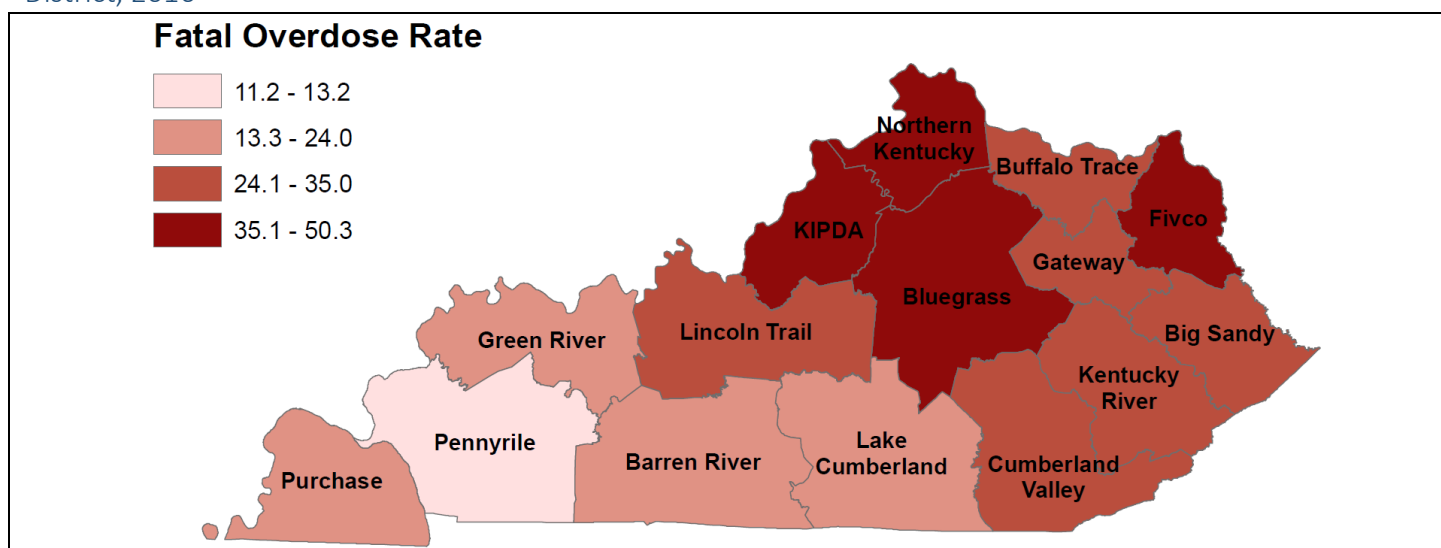 Fatal Overdose Rate
11.2 - 13.2
13.3 - 24.0
24.1 - 35.0
35.1 - 50.3
Northern
Kentucky
Buffalo Trace
Fivco
KIPDA
Gateway
Bluegrass
Lincoln Trail
Green River
Big Sandy
Kentucky
River
Pennyrile
Lake
Cumberland
Barren River
Cumberland
Valley
Purchase